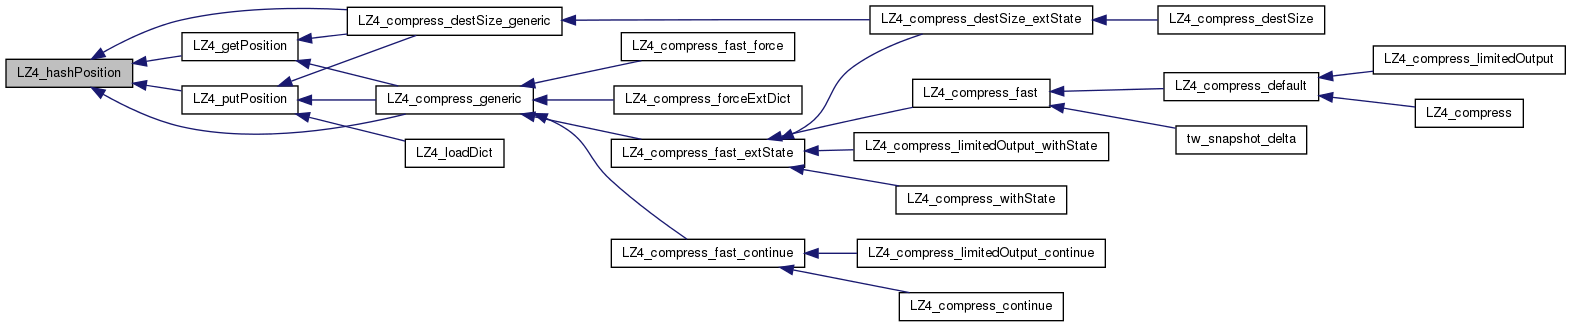 LZ4_hashPosition
LZ4_getPosition
LZ4_putPosition
LZ4_compress_destSize_generic
LZ4_compress_generic
LZ4_loadDict
LZ4_compress_fast_force
LZ4_compress_forceExtDict
LZ4_compress_fast_extState
LZ4_compress_fast_continue
LZ4_compress_destSize_extState
LZ4_compress_fast
LZ4_compress_limitedOutput_withState
LZ4_compress_withState
LZ4_compress_limitedOutput_continue
LZ4_compress_continue
LZ4_compress_destSize
LZ4_compress_default
tw_snapshot_delta
LZ4_compress_limitedOutput
LZ4_compress